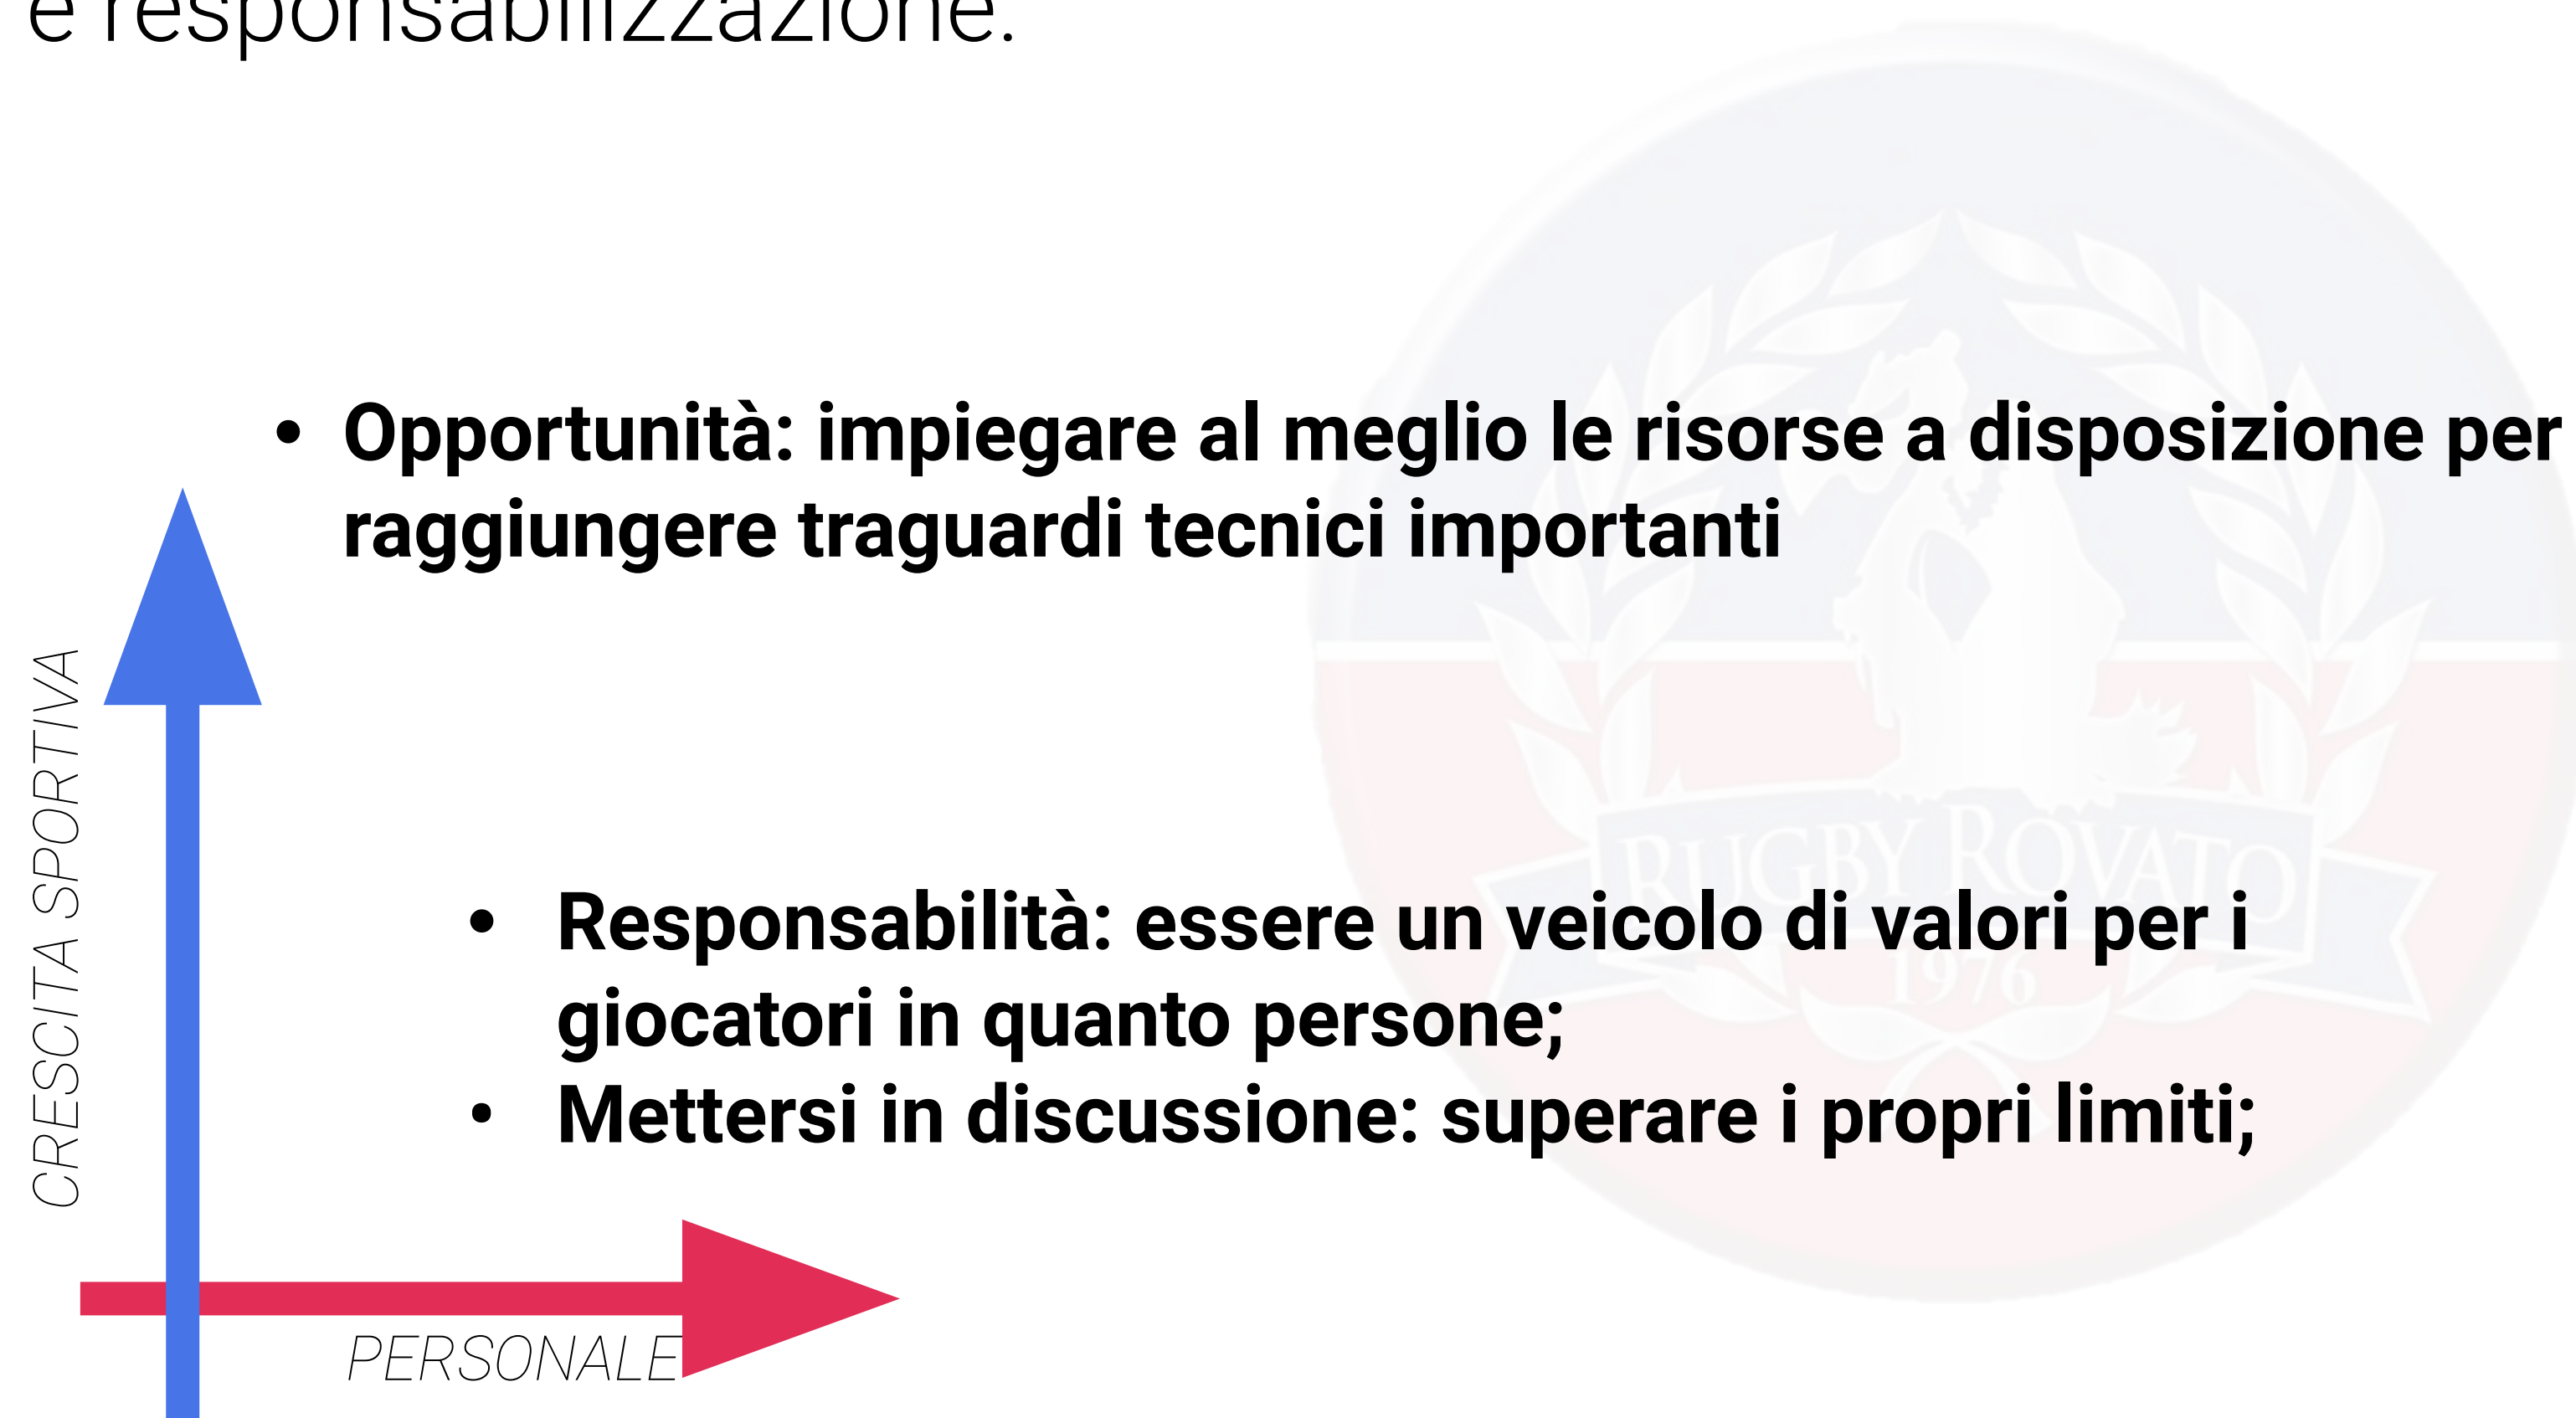 e responsabilizzazione.
• Opportunità: impiegare al meglio le risorse a disposizione per
raggiungere traguardi tecnici importanti
CRESCITA SPORTIVA
• Responsabilità: essere un veicolo di valori per i
giocatori in quanto persone;
• Mettersi in discussione: superare i propri limiti;
PERSONALE
RUGBY ROVATO
1976